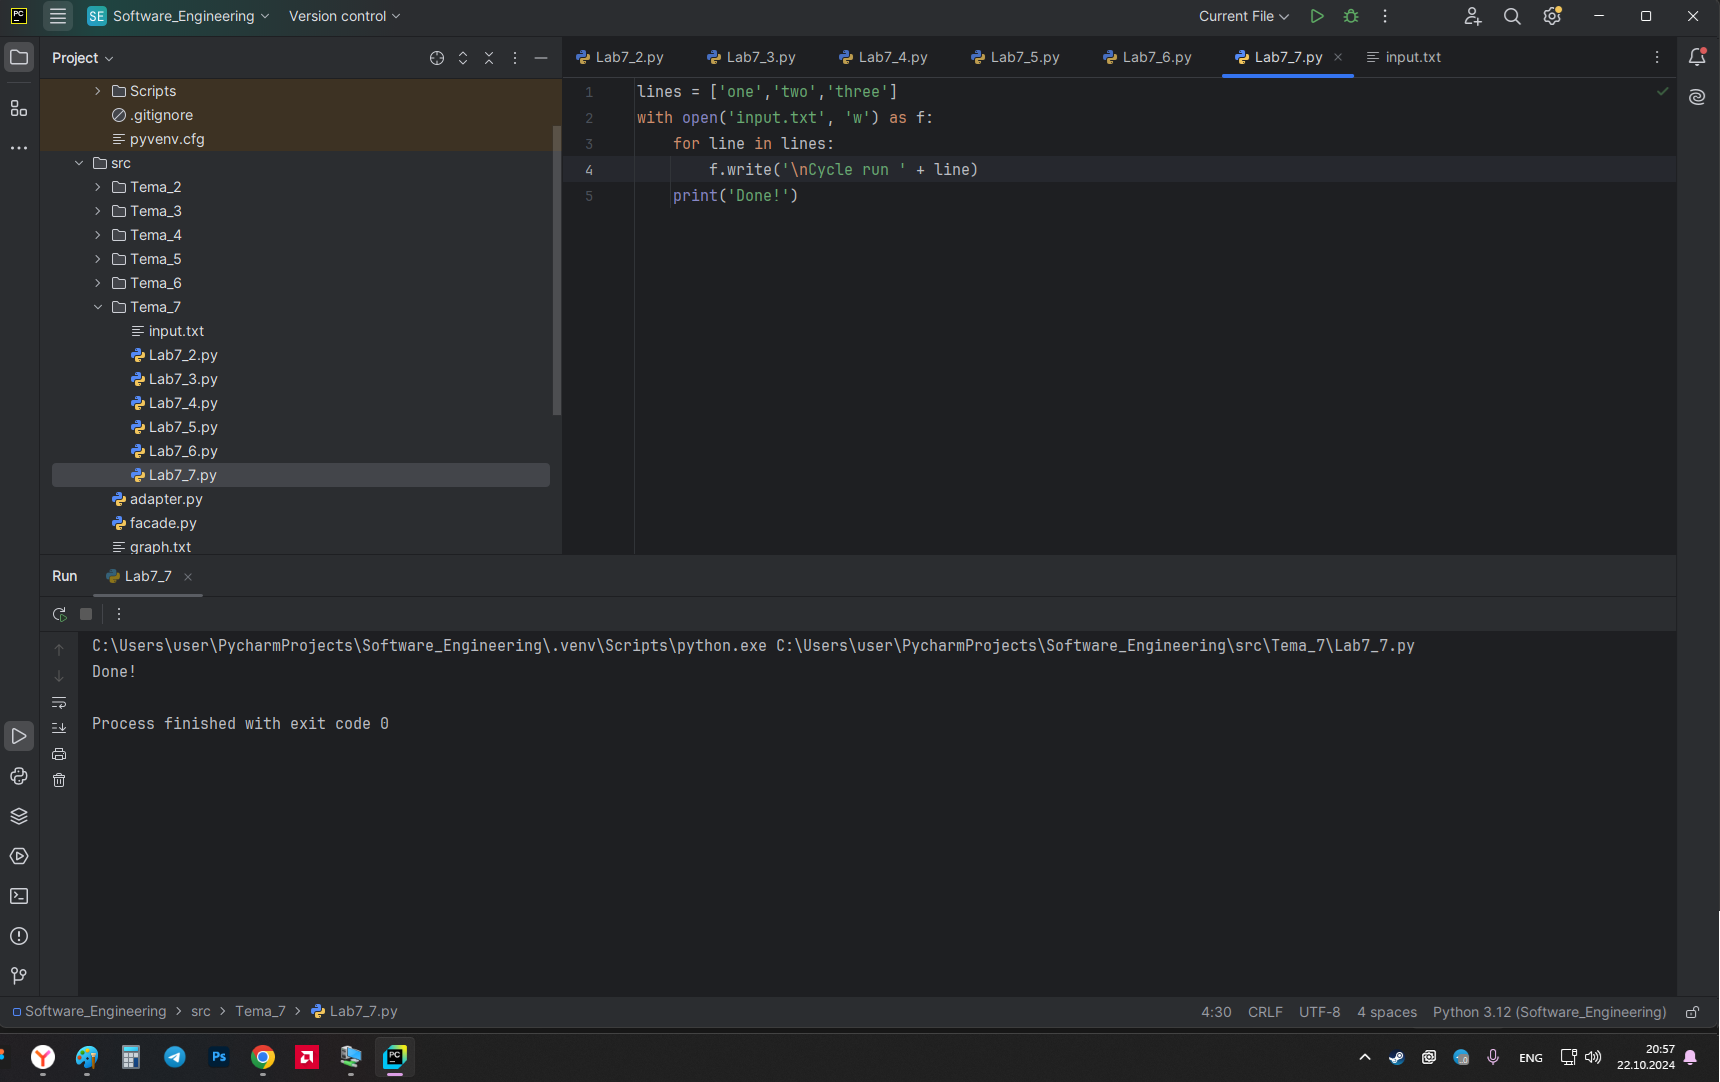 PC
SE Software_Engineering
Version control
Current File
Project
Scripts
.gitignore
pyvenv.cfg
src
Tema_2
Tema_3
Tema_4
Tema_5
Tema_6
Tema_7
input.txt
Lab7_2.py
Lab7_3.py
Lab7_4.py
Lab7_5.py
Lab7_6.py
Lab7_7.py
adapter.py
facade.py
graph.txt
Lab7_2.py
Lab7_3.py
Lab7_4.py
Lab7_5.py
Lab7_6.py
Lab7_7.py
input.txt
1 lines = ['one','two','three']
2 with open('input.txt', 'w') as f:
3 for line in lines:
4 f.write('\nCycle run ' + line)
5 print('Done!')
Run
Lab7_7
C:\Users\user\PycharmProjects\Software_Engineering\.venv\Scripts\python.exe C:\Users\user\PycharmProjects\Software_Engineering\src\Tema_7\Lab7_7.py
Done!
Process finished with exit code 0
Software_Engineering > src > Tema_7 > Lab7_7.py
4:30
CRLF
UTF-8
4 spaces
Python 3.12 (Software_Engineering)
Y
Ps
PC
ENG
20:57
22.10.2024